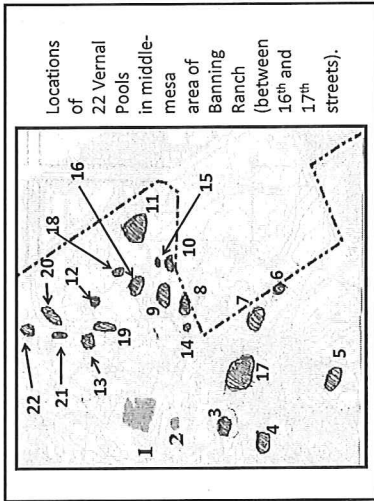 Locations
of
22 Vernal
Pools
in middle-
mesa
area of
Banning
Ranch
(between
16th and
17th
streets).
22
20
21
18
12
16
13
19
11
15
10
9
8
14
1
2
17
7
6
3
4
5